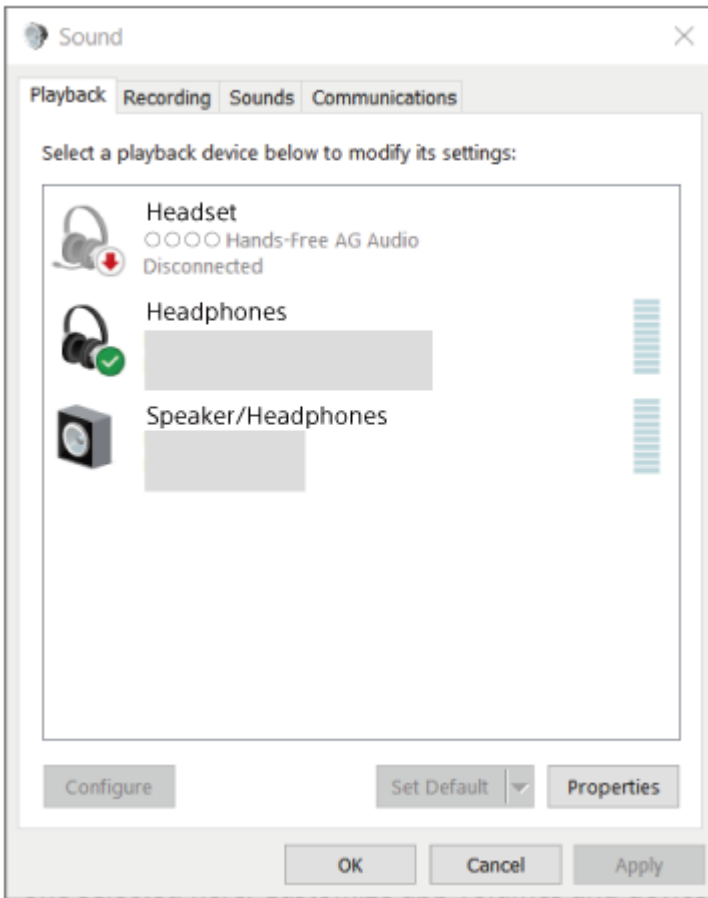 Sound
Playback Recording Sounds Communications
Select a playback device below to modify its settings:
Headset
○○○○ Hands-Free AG Audio
Disconnected
Headphones
Speaker/Headphones
Configure Set Default Properties
OK Cancel Apply